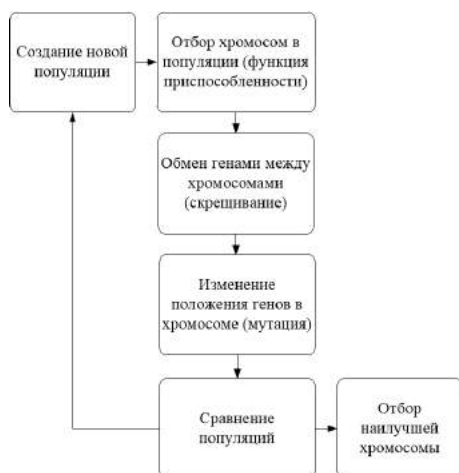 Создание новой
популяции
Отбор хромосом в
популяции (функция
приспособленности)
Обмен генами между
хромосомами
(скрещивание)
Изменение
положения генов в
хромосоме (мутация)
Сравнение
популяций
Отбор
наилучшей
хромосомы